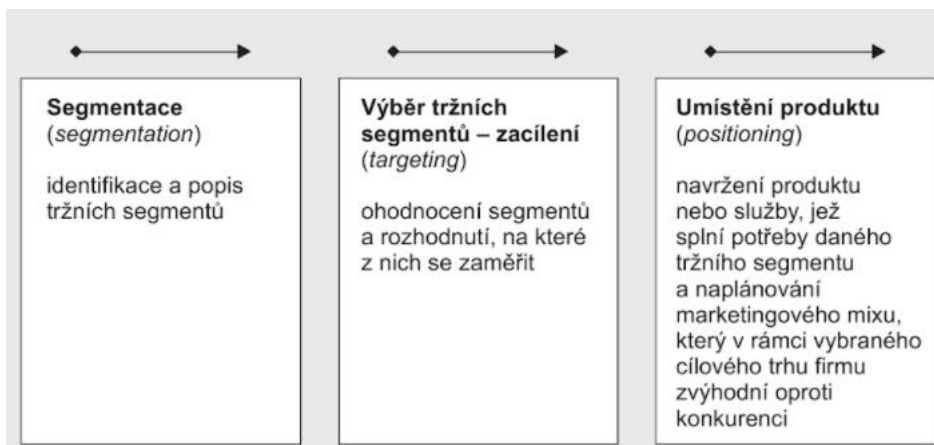 Segmentace
(segmentation)
identifikace a popis
tržních segmentů
Výběr tržních
segmentů – zacílení
(targeting)
ohodnocení segmentů
a rozhodnutí, na které
z nich se zaměřit
Umístění produktu
(positioning)
navržení produktu
nebo služby, jež
splní potřeby daného
tržního segmentu
a naplánování
marketingového mixu,
který v rámci vybraného
cílového trhu firmu
zvýhodní oproti
konkurenci